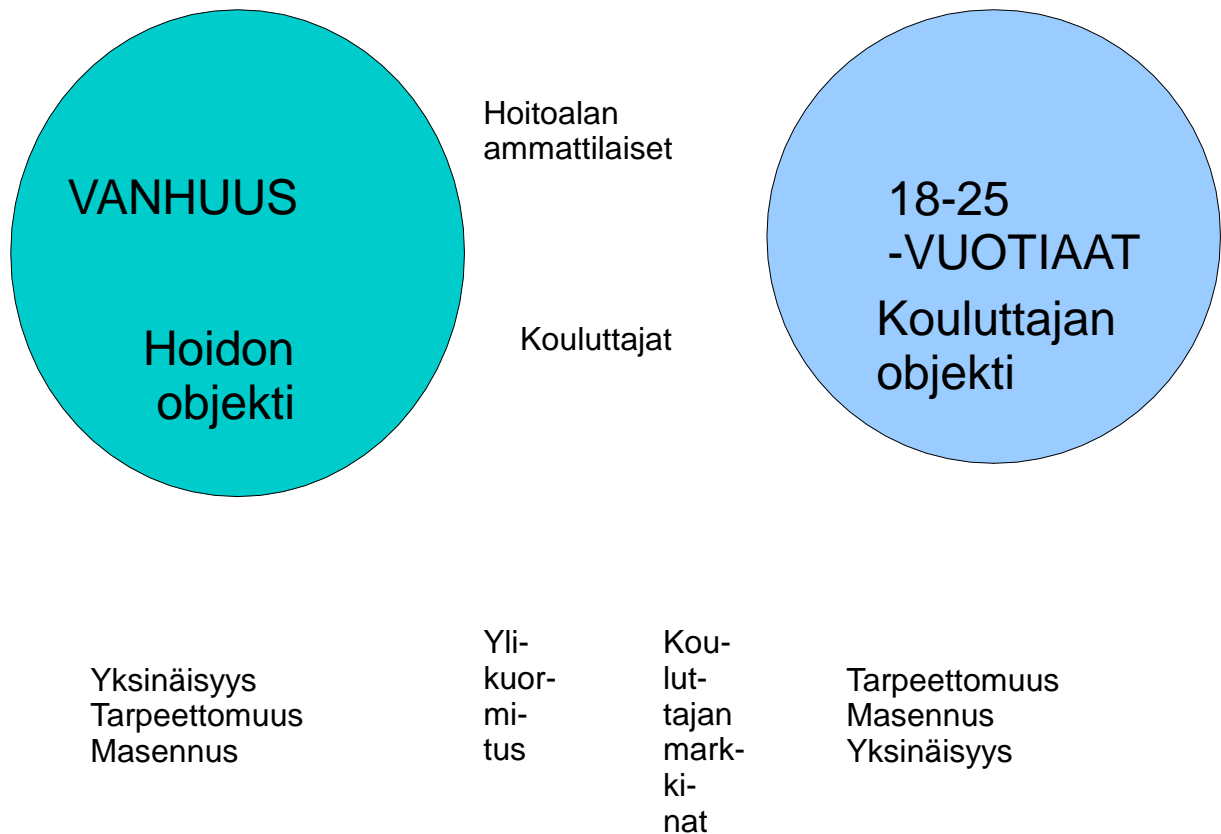 VANHUUS
Hoidon
objekti
Hoitoalan
ammattilaiset
Kouluttajat
18-25
-VUOTIAAT
Kouluttajan
objekti
Yksinäisyys
Tarpeettomuus
Masennus
Yli-
kuor-
mi-
tus
Kou-
lut-
tajan
mark-
ki-
nat
Tarpeettomuus
Masennus
Yksinäisyys